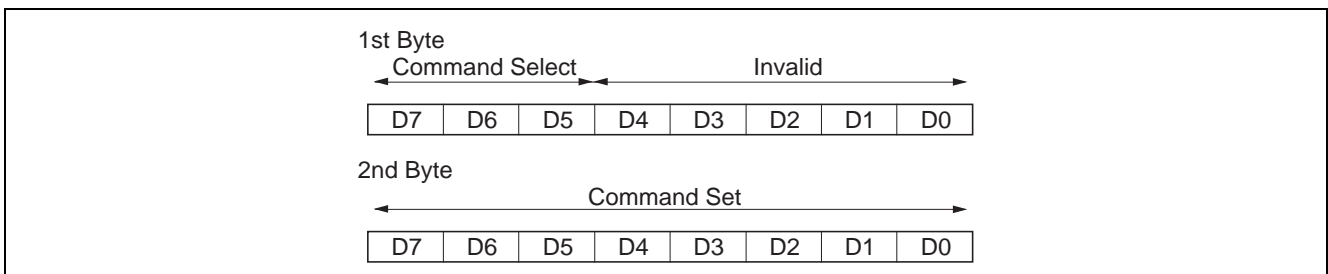 1st Byte
Command Select Invalid
D7 D6 D5 D4 D3 D2 D1 D0
2nd Byte
Command Set
D7 D6 D5 D4 D3 D2 D1 D0